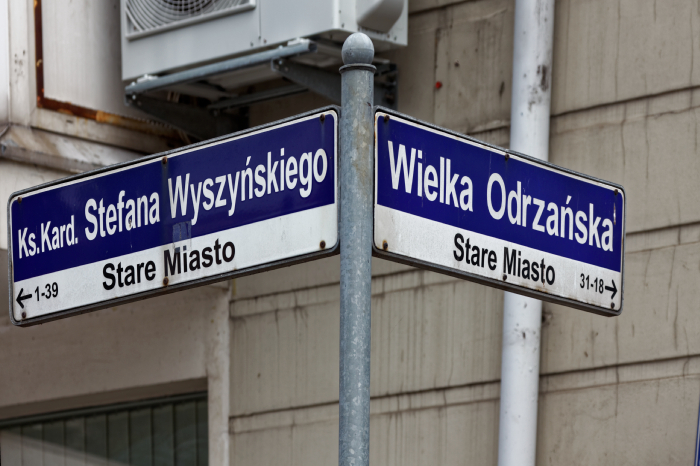 Ks. Kard. Stefana Wyszyńskiego
Stare Miasto
← 1-39
Wielka Odrzańska
Stare Miasto
31-18 →